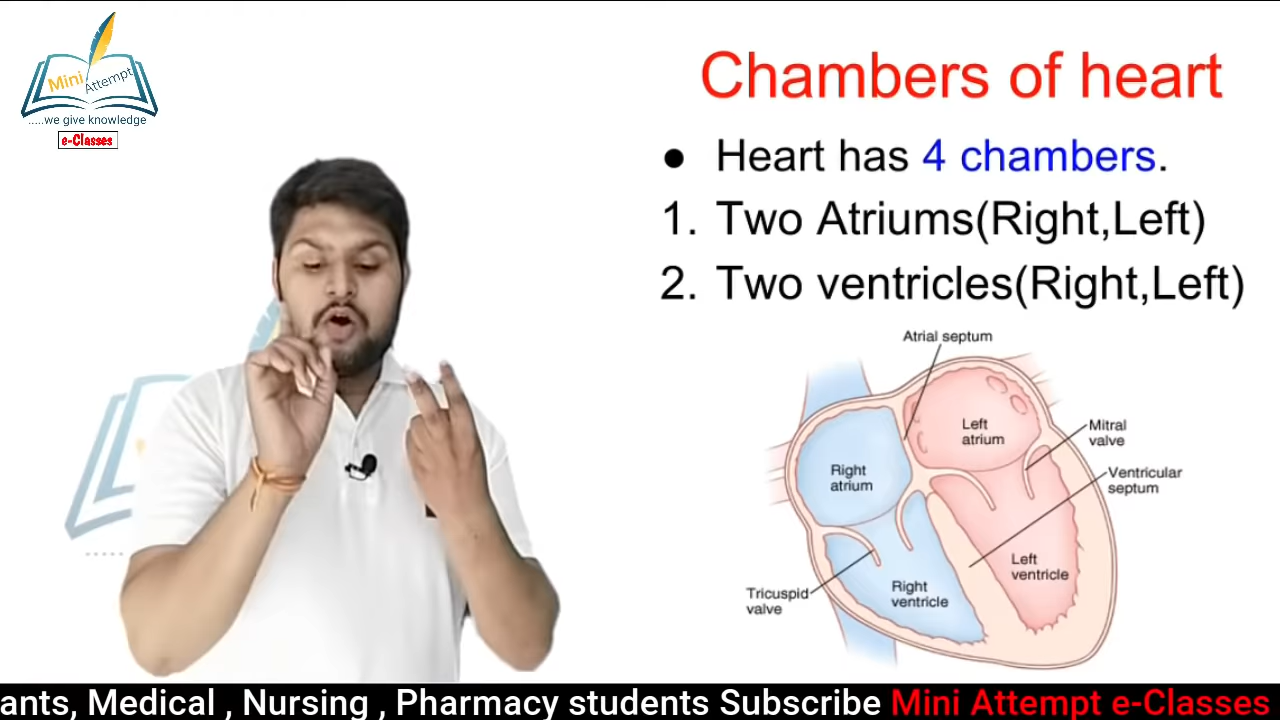 Mini Attempt
.....we give knowledge
e-Classes
Chambers of heart
● Heart has 4 chambers.
1. Two Atriums(Right,Left)
2. Two ventricles(Right,Left)
Atrial septum
Left
atrium
Mitral
valve
Right
atrium
Ventricular
septum
Left
ventricle
Right
ventricle
Tricuspid
valve
ants, Medical , Nursing , Pharmacy students Subscribe Mini Attempt e-Classes